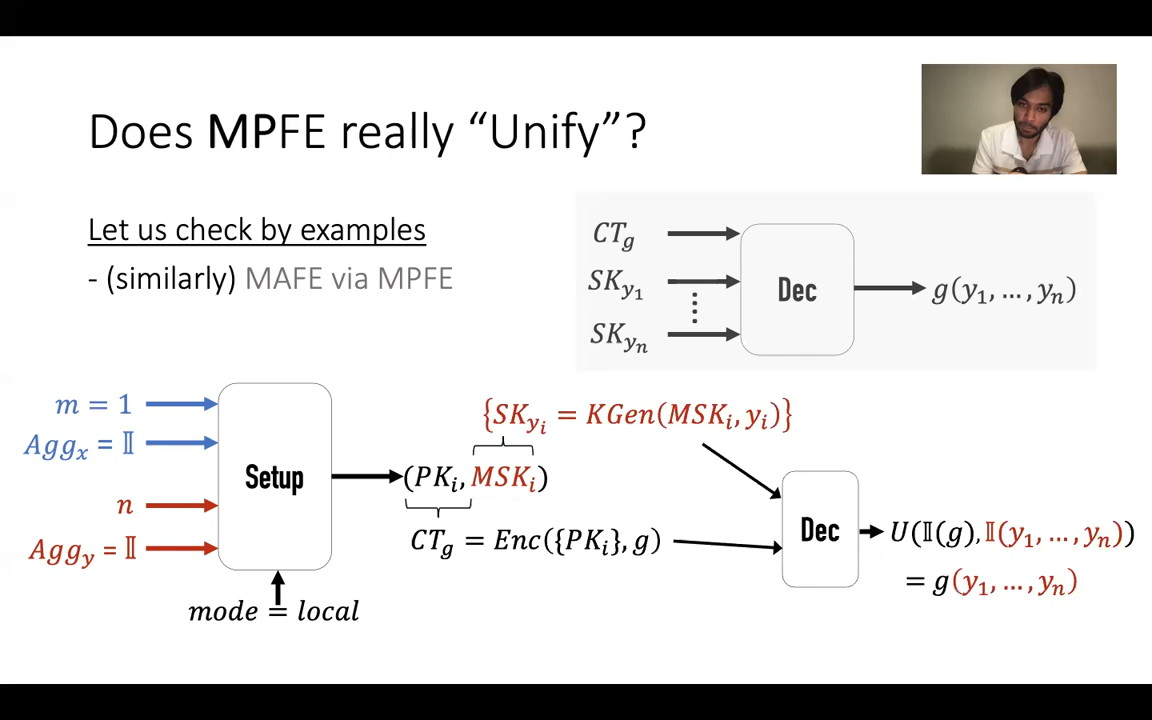 Does MPFE really “Unify”?
Let us check by examples
- (similarly) MAFE via MPFE
CT_g
SK_{y_1}
SK_{y_n}
Dec
g(y_1, …, y_n)
m = 1
Agg_x = 𝕀
n
Agg_y = 𝕀
Setup
mode = local
{SK_{y_i} = KGen(MSK_i, y_i)}
(PK_i, MSK_i)
CT_g = Enc({PK_i}, g)
Dec
U(𝕀(g), 𝕀(y_1, …, y_n))
= g(y_1, …, y_n)